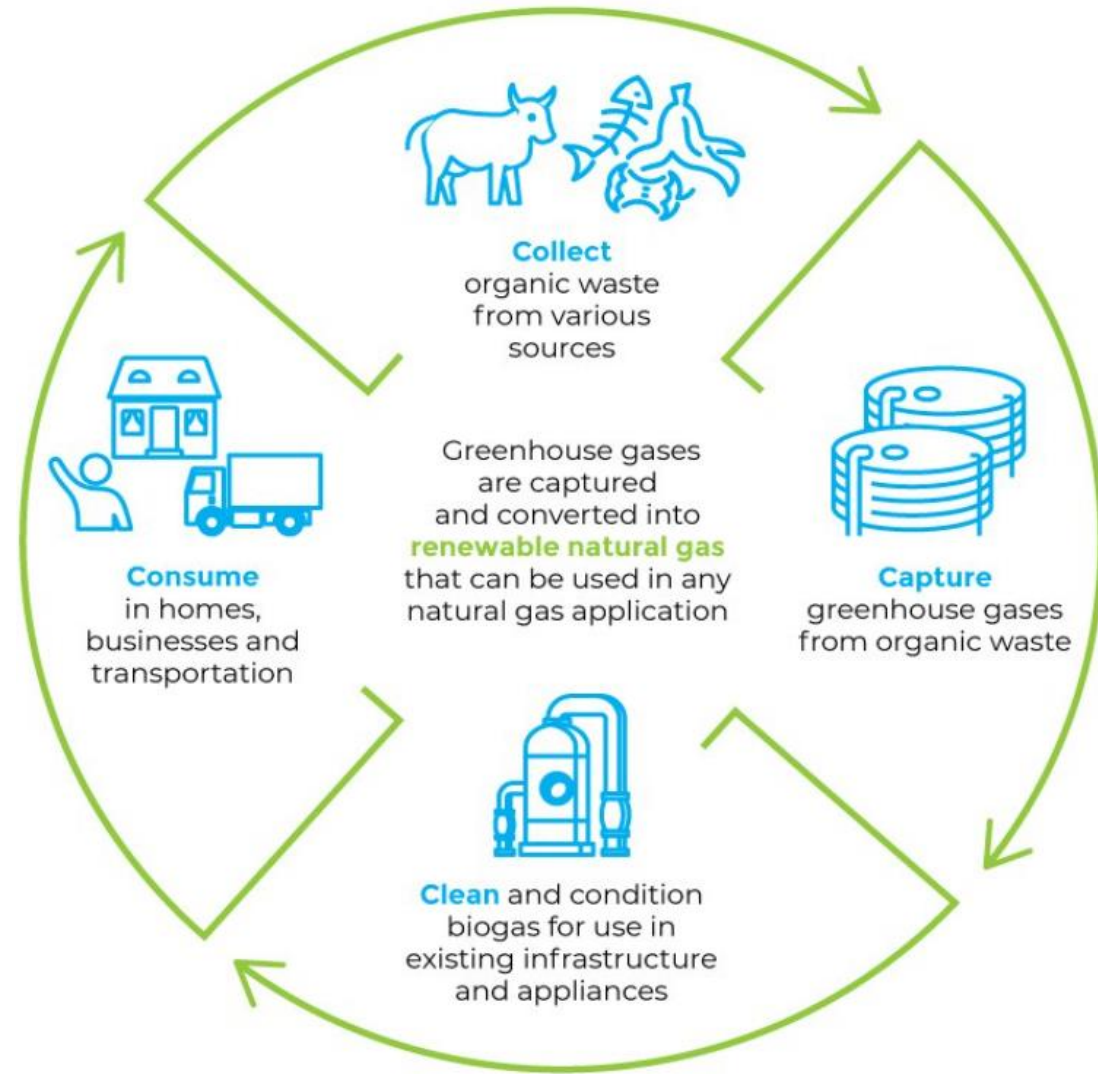 Collect
organic waste
from various
sources
Greenhouse gases
are captured
and converted into
renewable natural gas
that can be used in any
natural gas application
Capture
greenhouse gases
from organic waste
Clean and condition
biogas for use in
existing infrastructure
and appliances
Consume
in homes,
businesses and
transportation